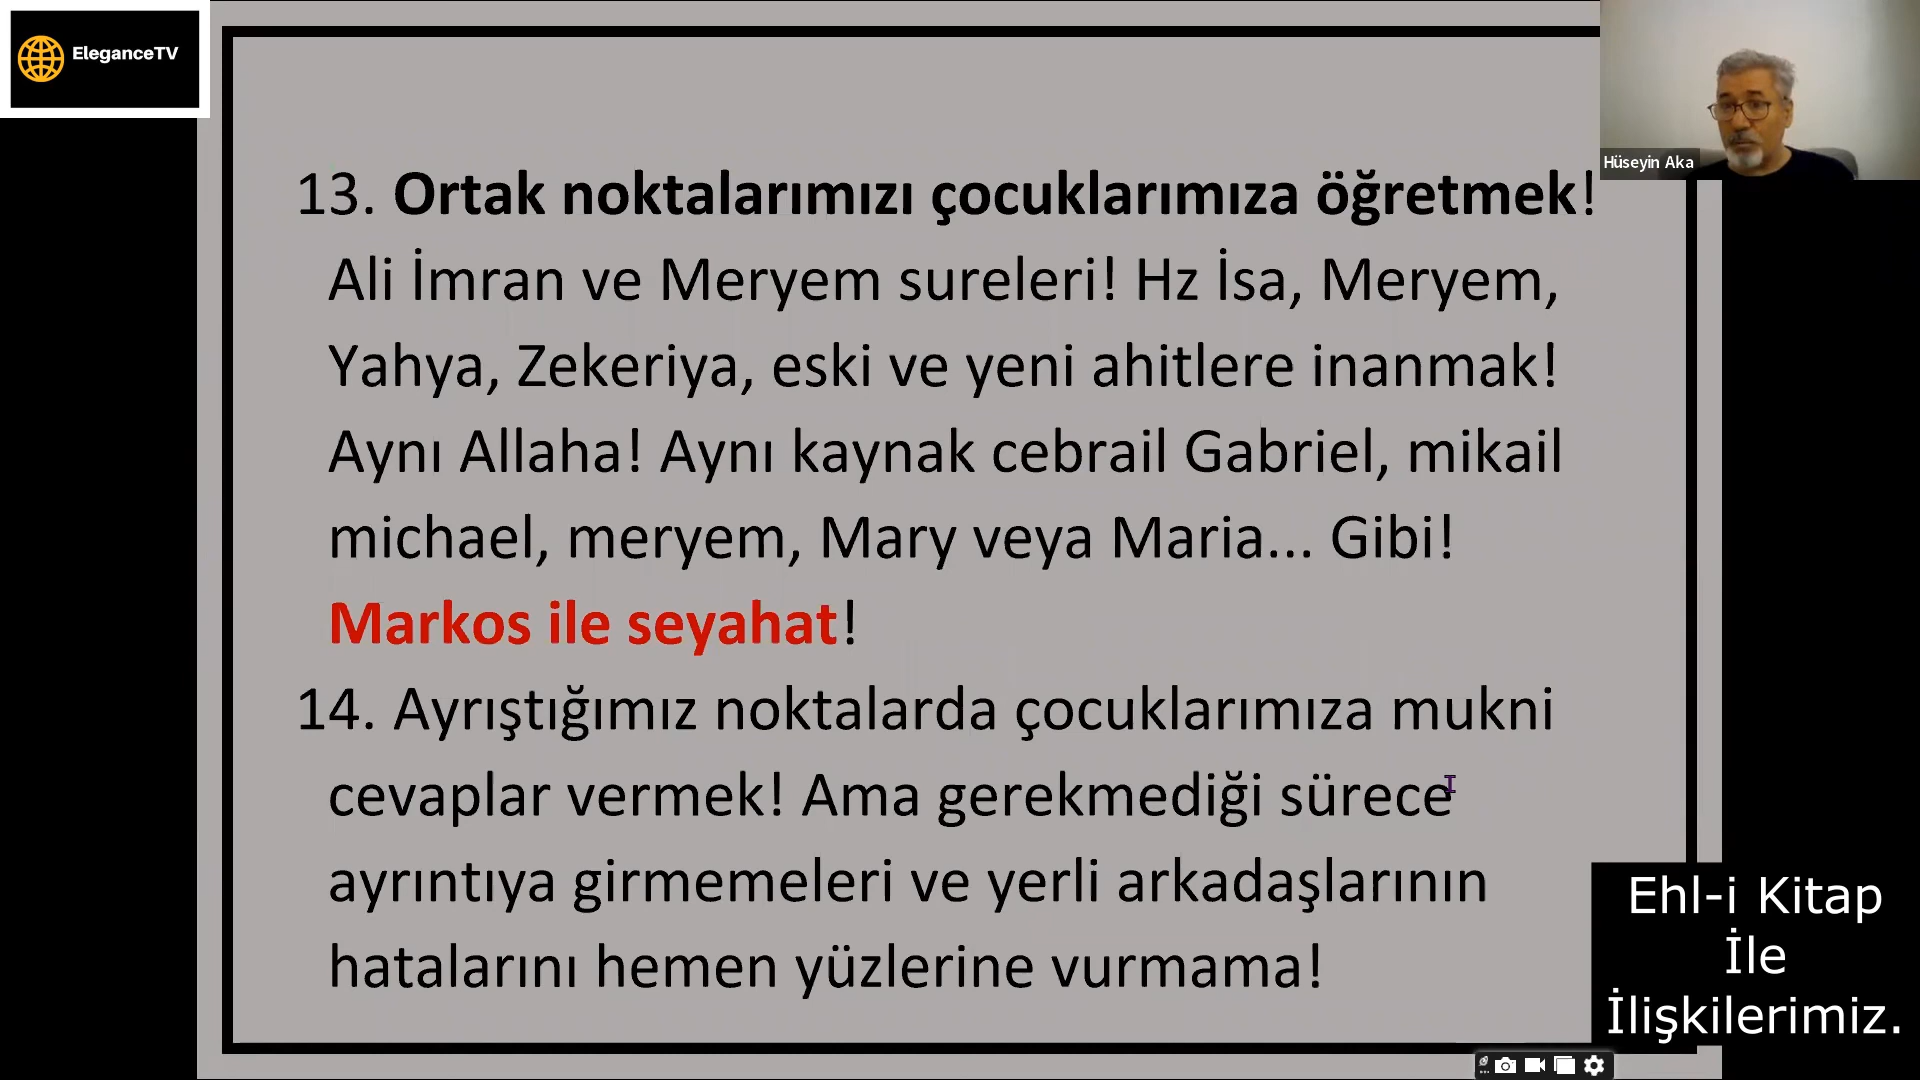 EleganceTV
Hüseyin Aka
13. Ortak noktalarımızı çocuklarımıza öğretmek!
Ali İmran ve Meryem sureleri! Hz İsa, Meryem,
Yahya, Zekeriya, eski ve yeni ahitlere inanmak!
Aynı Allaha! Aynı kaynak cebrail Gabriel, mikail
michael, meryem, Mary veya Maria... Gibi!
Markos ile seyahat!
14. Ayrıştığımız noktalarda çocuklarımıza mukni
cevaplar vermek! Ama gerekmediği sürece
ayrıntıya girmemeleri ve yerli arkadaşlarının
hatalarını hemen yüzlerine vurmama!
Ehl-i Kitap
İle
İlişkilerimiz.